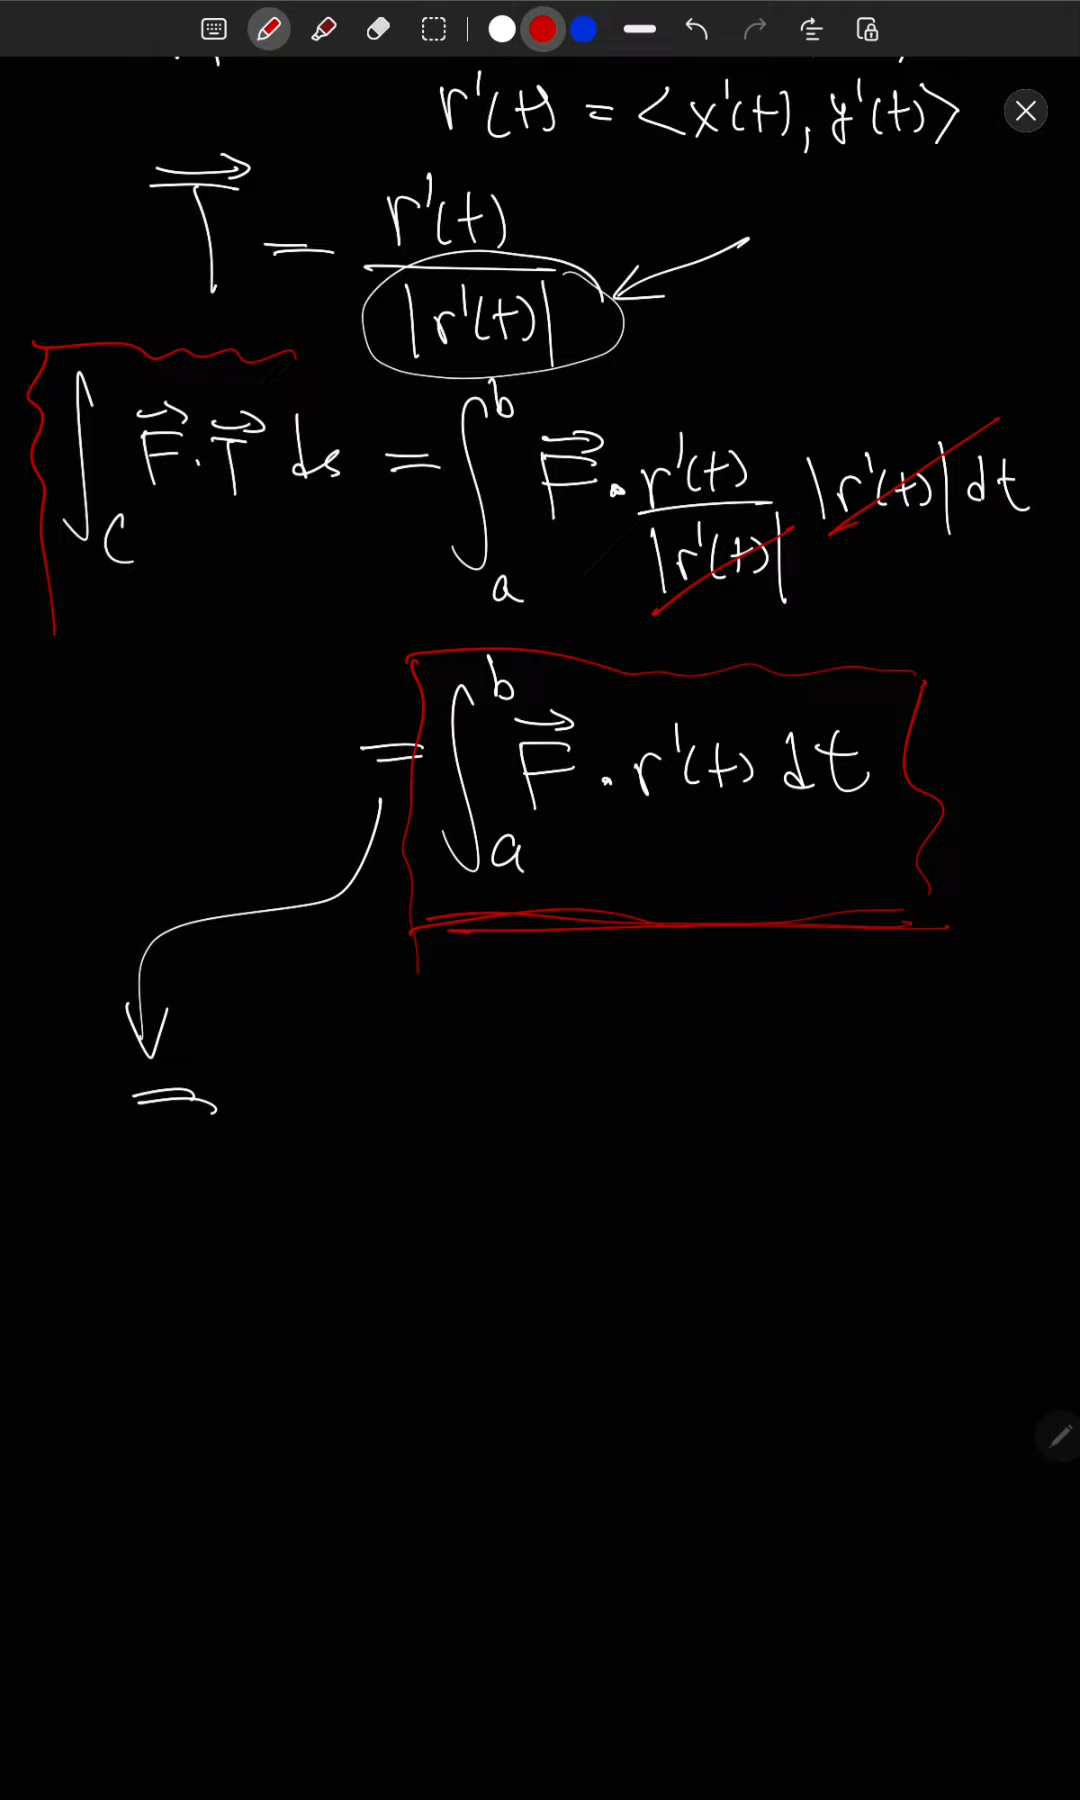 r'(t) = <x'(t), y'(t)>
T⃗ = r'(t) / |r'(t)|
∫_C F⃗ · T⃗ ds = ∫_a^b F⃗ · r'(t) / |r'(t)| |r'(t)| dt
= ∫_a^b F⃗ · r'(t) dt
=